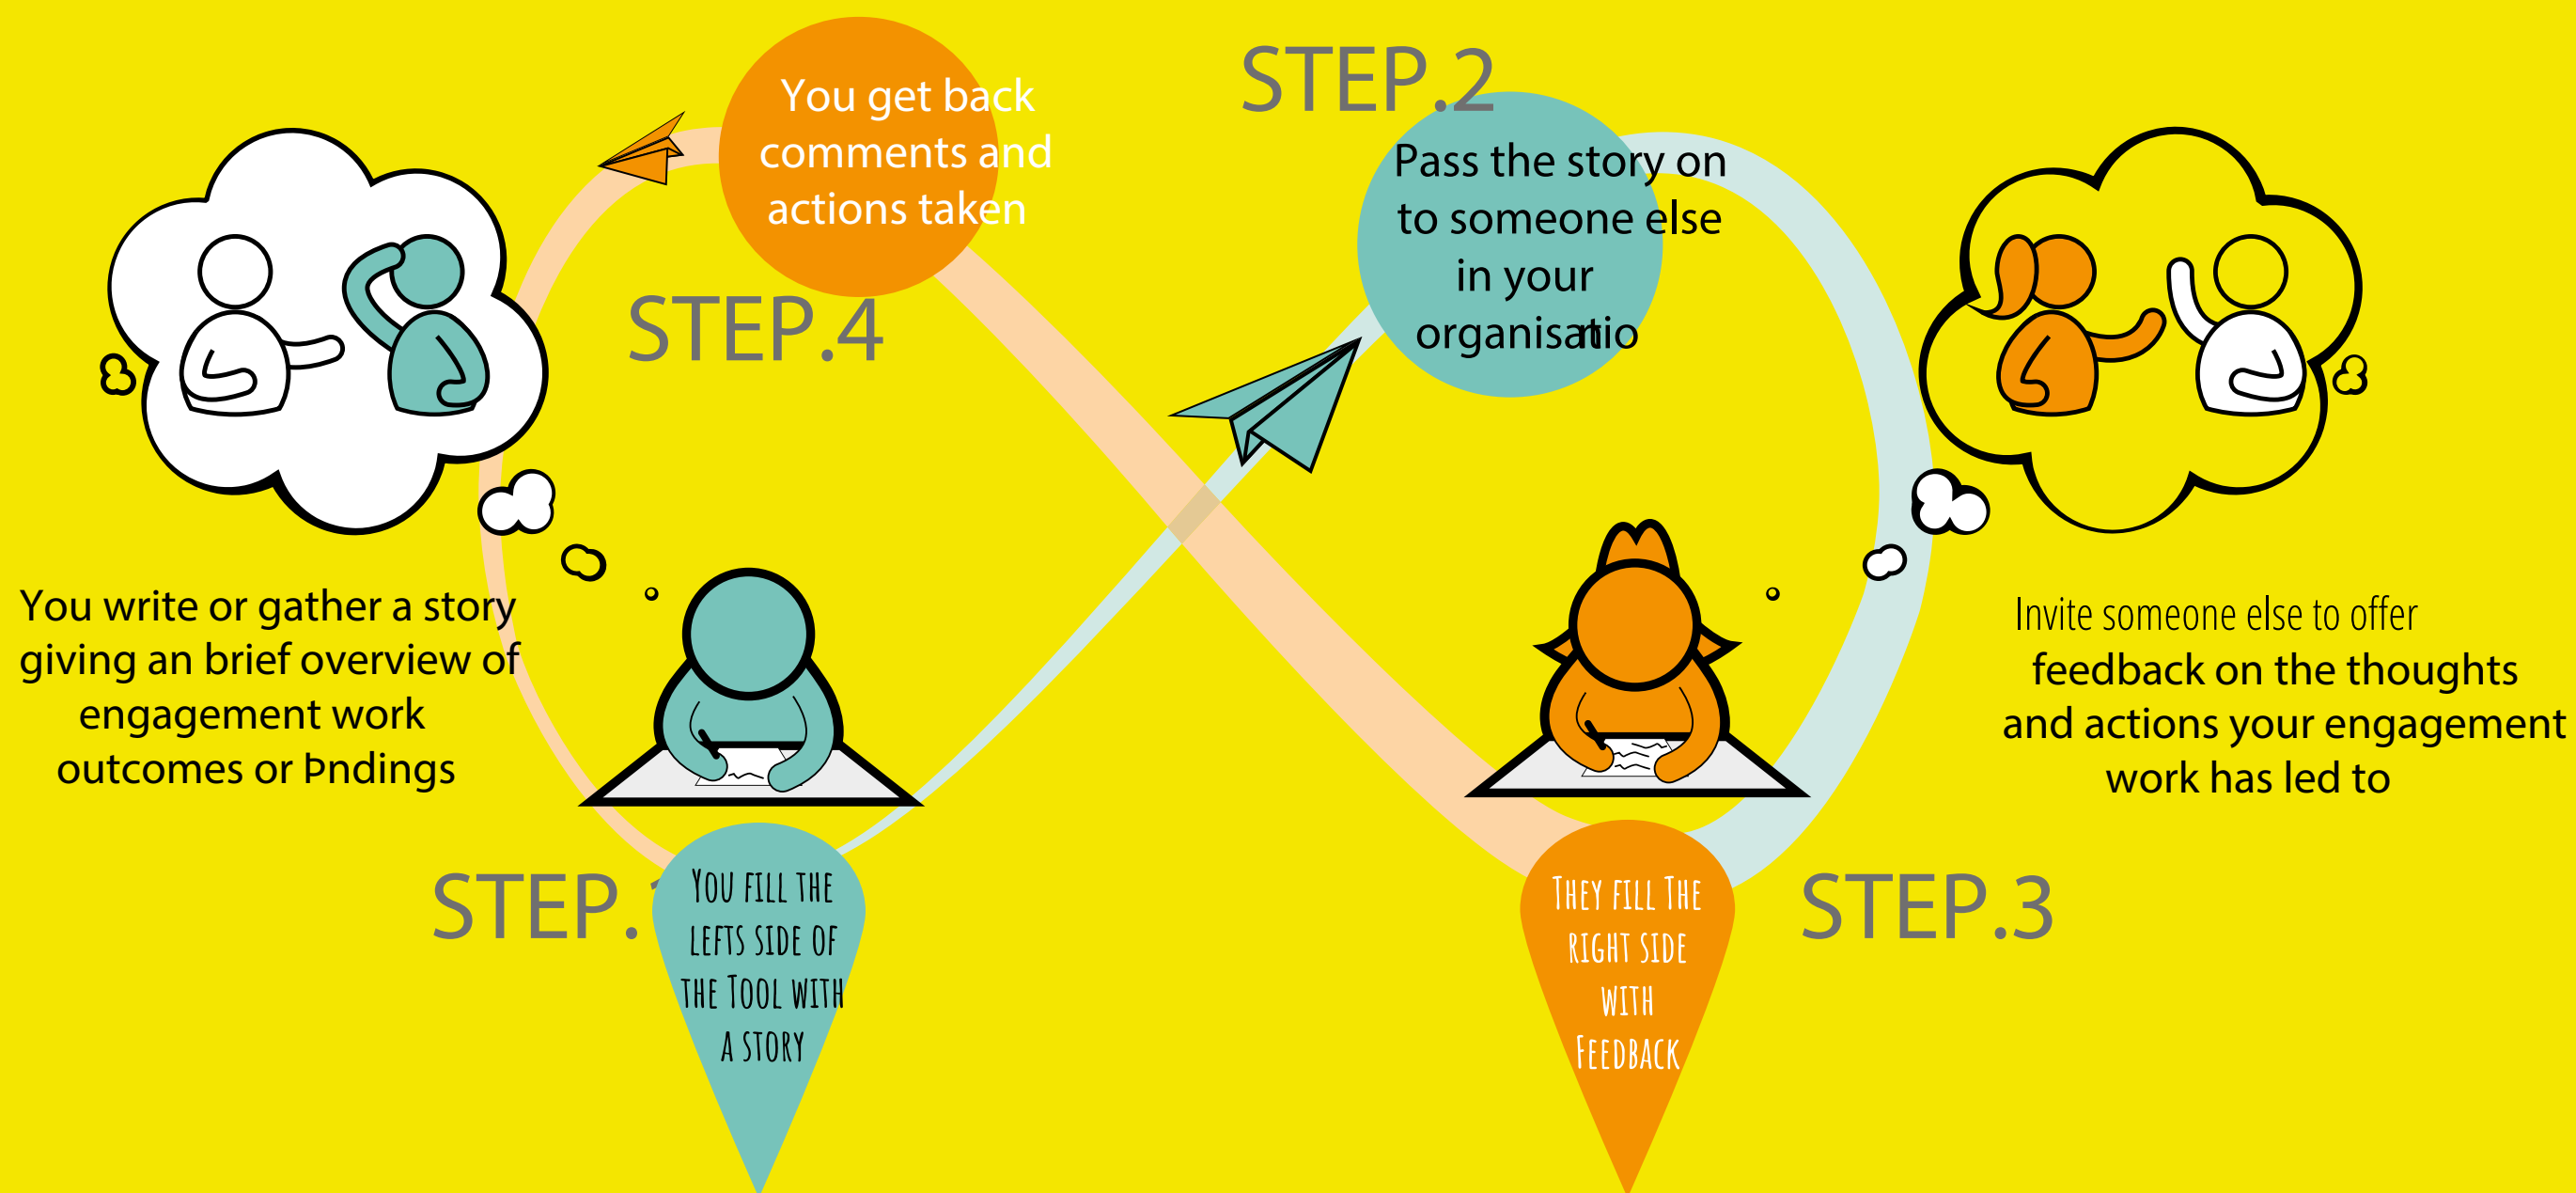 You get back
comments and
actions taken
STEP.4
STEP.2
Pass the story on
to someone else
in your
organisatio
You write or gather a story
giving an brief overview of
engagement work
outcomes or Þndings
Invite someone else to offer
feedback on the thoughts
and actions your engagement
work has led to
STEP.
YOU FILL THE
LEFTS SIDE OF
THE TOOL WITH
A STORY
THEY FILL THE
RIGHT SIDE
WITH
FEEDBACK
STEP.3